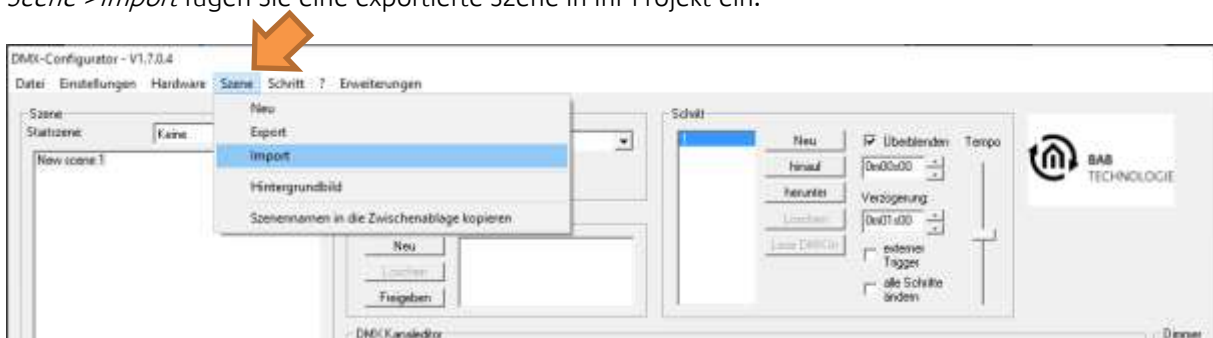 Szene >Import fügen sie eine exportierte Szene in ihr Projekt ein.
DMX-Configurator - V1.7.0.4
Datei Einstellungen Hardware Szene Schritt ? Erweiterungen
Szene
Startszene: Keine
New scene 1
Neu
Export
Import
Hintergrundbild
Szenennamen in die Zwischenablage kopieren
Neu
Löschen
Freigeben
Schritt
1
Neu
hinauf
herunter
Löschen
Überblenden
0m00s00
Verzögerung:
0m01s00
externer
Trigger
alle Schritte
ändern
Tempo
BAB
TECHNOLOGIE
DMX Kanaleditor
Dimmer